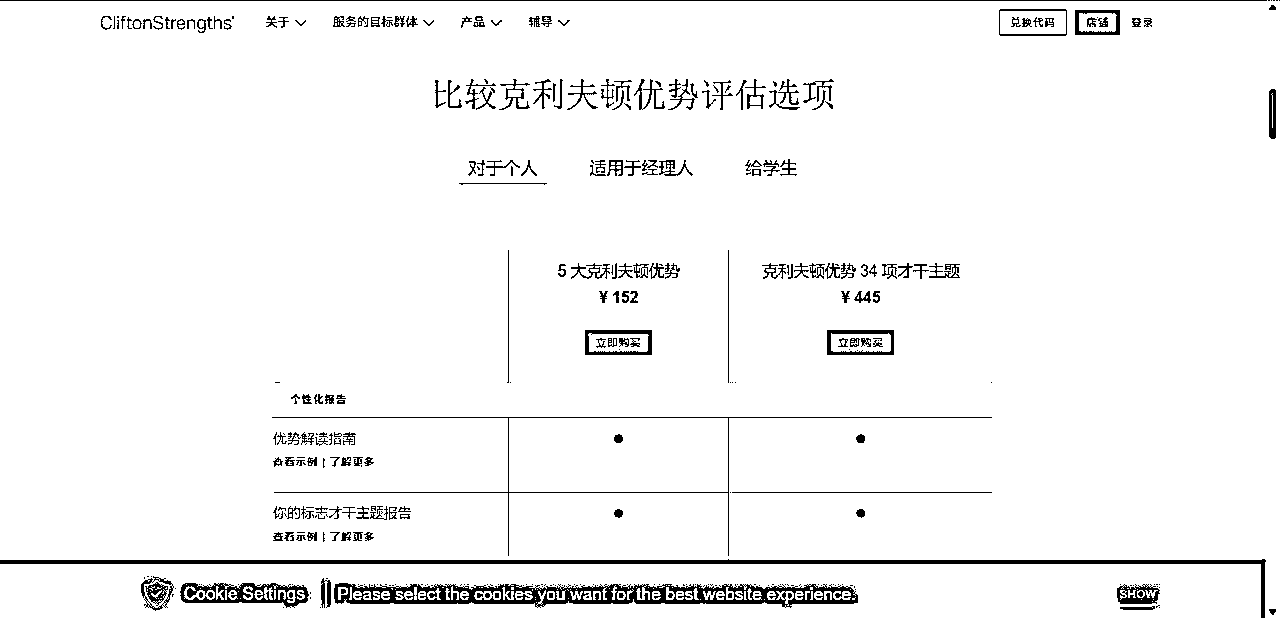 CliftonStrengths® 关于 服务的目标群体 产品 辅导 兑换代码 店铺 登录
比较克利夫顿优势评估选项
对于个人 适用于经理人 给学生
5 大克利夫顿优势 克利夫顿优势 34 项才干主题
¥ 152 ¥ 445
立即购买 立即购买
个性化报告
优势解读指南
查看示例 | 了解更多
你的标志才干主题报告
查看示例 | 了解更多
Cookie Settings Please select the cookies you want for the best website experience. SHOW